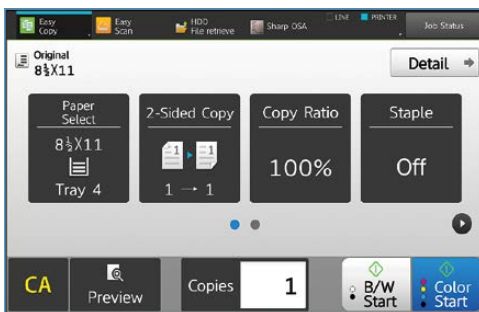 Easy
Copy
Easy
Scan
HDD
File retrieve
Sharp OSA
LINE
PRINTER
Job Status
Original
8½X11
Detail
Paper
Select
8½X11
Tray 4
2-Sided Copy
1 1
1 → 1
Copy Ratio
100%
Staple
Off
CA
Preview
Copies
1
B/W
Start
Color
Start